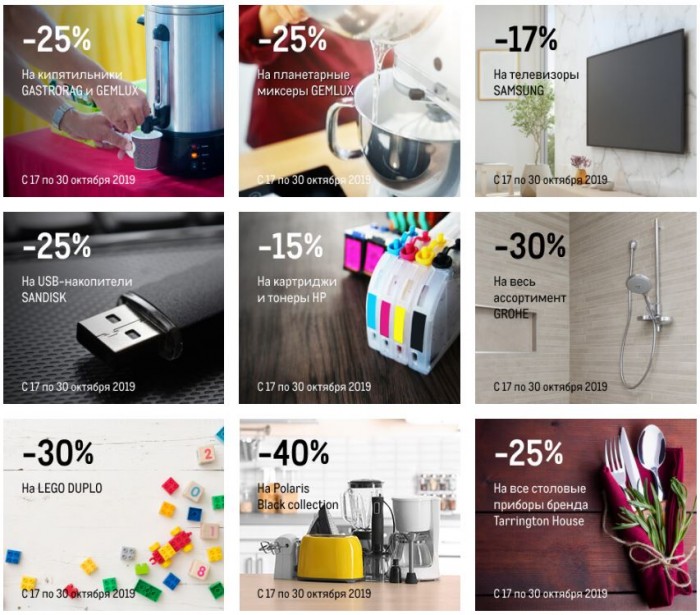 -25%
На кипятильники
GASTRORAG и GEMLUX
С 17 по 30 октября 2019
-25%
На планетарные
миксеры GEMLUX
С 17 по 30 октября 2019
-17%
На телевизоры
SAMSUNG
С 17 по 30 октября 2019
-25%
На USB-накопители
SANDISK
С 17 по 30 октября 2019
-15%
На картриджи
и тонеры HP
С 17 по 30 октября 2019
-30%
На весь
ассортимент
GROHE
С 17 по 30 октября 2019
-30%
На LEGO DUPLO
2
0
1
8
С 17 по 30 октября 2019
-40%
На Polaris
Black collection
С 17 по 30 октября 2019
-25%
На все столовые
приборы бренда
Tarrington House
С 17 по 30 октября 2019